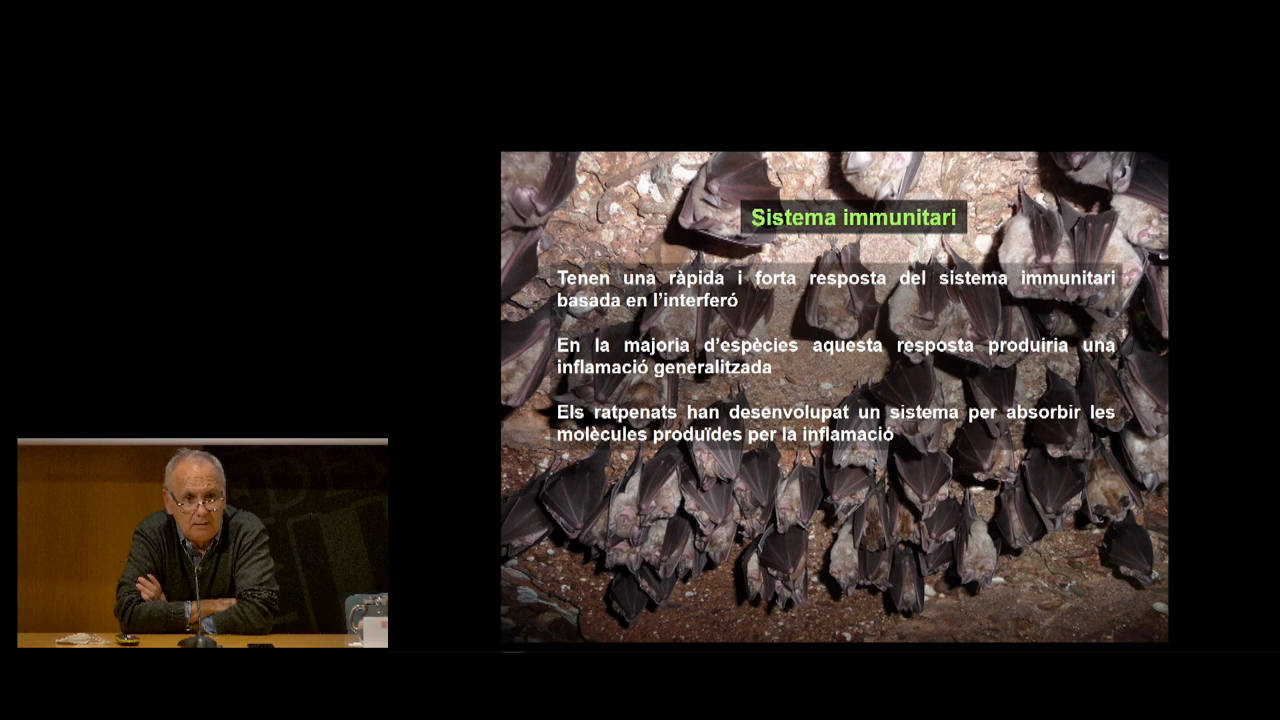 Sistema immunitari
Tenen una ràpida i forta resposta del sistema immunitari
basada en l'interferó
En la majoria d'espècies aquesta resposta produiria una
inflamació generalitzada
Els ratpenats han desenvolupat un sistema per absorbir les
molècules produïdes per la inflamació